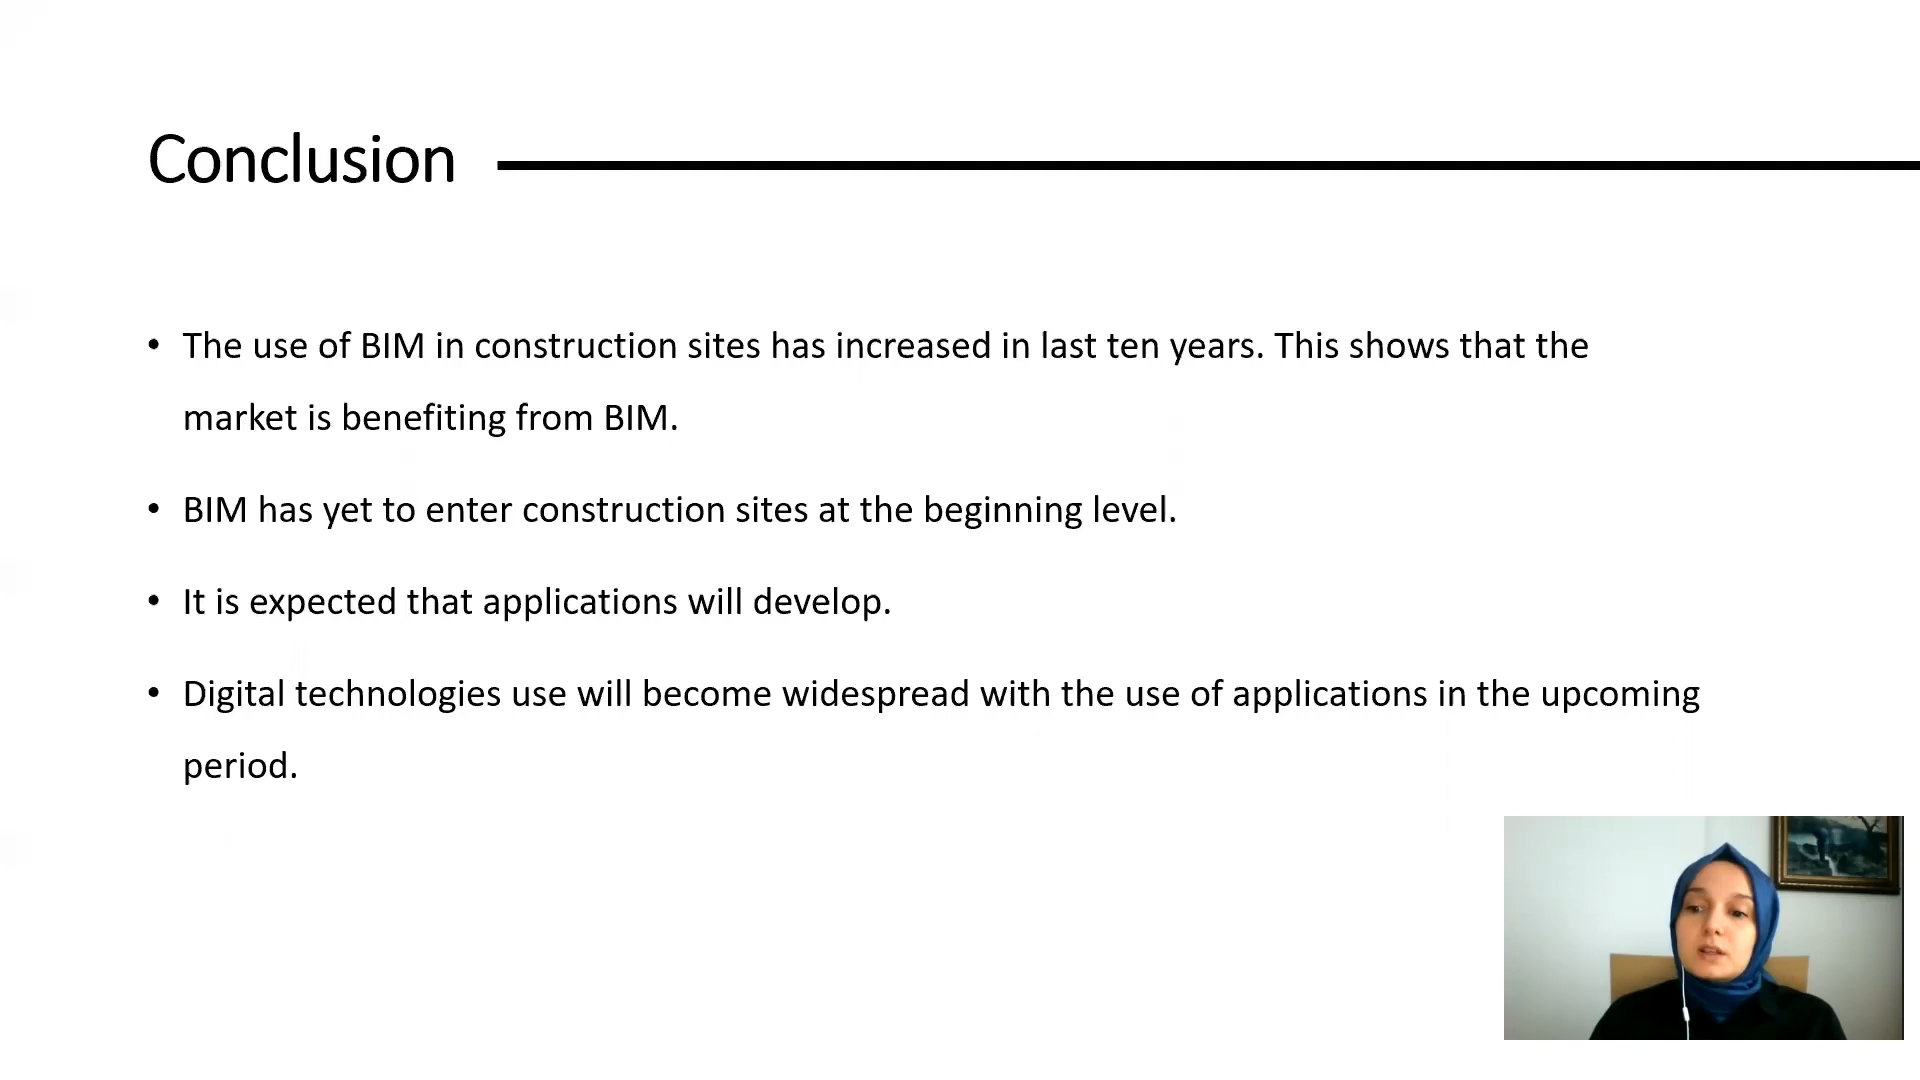 Conclusion
• The use of BIM in construction sites has increased in last ten years. This shows that the
market is benefiting from BIM.
• BIM has yet to enter construction sites at the beginning level.
• It is expected that applications will develop.
• Digital technologies use will become widespread with the use of applications in the upcoming
period.